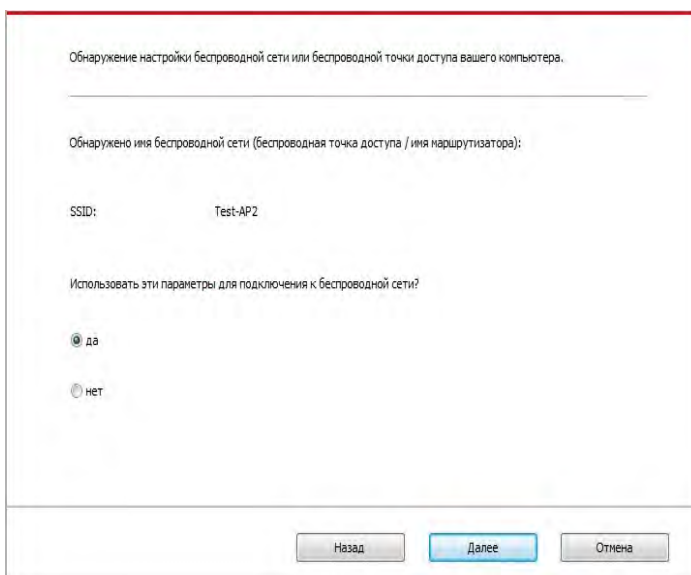 Обнаружение настройки беспроводной сети или беспроводной точки доступа вашего компьютера.
Обнаружено имя беспроводной сети (беспроводная точка доступа / имя маршрутизатора):
SSID: Test-AP2
Использовать эти параметры для подключения к беспроводной сети?
да
нет
Назад Далее Отмена